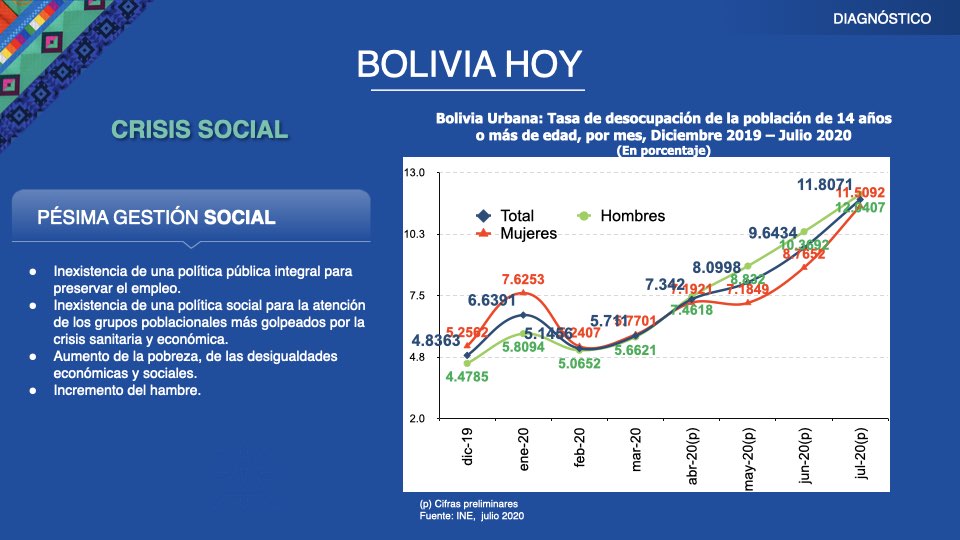 DIAGNÓSTICO
BOLIVIA HOY
CRISIS SOCIAL
PÉSIMA GESTIÓN SOCIAL
● Inexistencia de una política pública integral para
preservar el empleo.
● Inexistencia de una política social para la atención
de los grupos poblacionales más golpeados por la
crisis sanitaria y económica.
● Aumento de la pobreza, de las desigualdades
económicas y sociales.
● Incremento del hambre.
Bolivia Urbana: Tasa de desocupación de la población de 14 años
o más de edad, por mes, Diciembre 2019 – Julio 2020
(En porcentaje)
13.0
10.3
7.5
4.8
2.0
Total
Hombres
Mujeres
4.8363
5.2562
4.4785
6.6391
7.6253
5.8094
5.1456
5.2407
5.0652
5.711
5.7701
5.6621
7.342
7.1921
7.4618
8.0998
8.832
7.1849
9.6434
10.3692
8.7652
11.8071
11.5092
dic-19
ene-20
feb-20
mar-20
abr-20(p)
may-20(p)
jun-20(p)
jul-20(p)
(p) Cifras preliminares
Fuente: INE, julio 2020